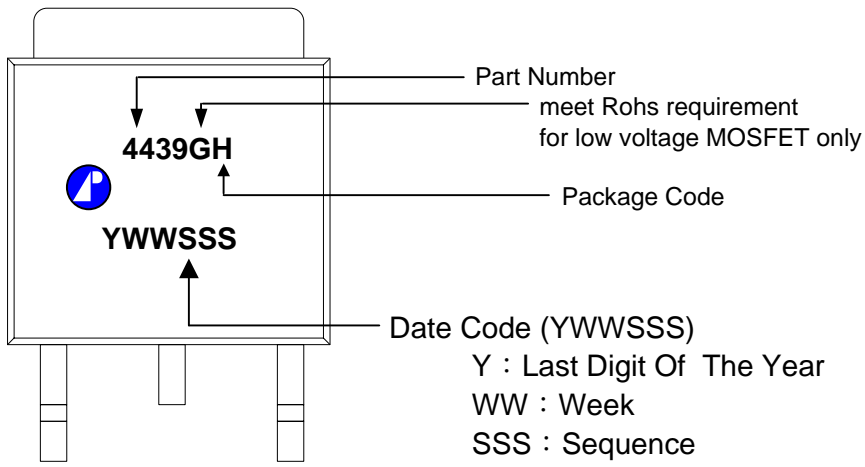 Part Number
meet Rohs requirement
for low voltage MOSFET only
4439GH
Package Code
YWWSSS
Date Code (YWWSSS)
Y：Last Digit Of The Year
WW：Week
SSS：Sequence